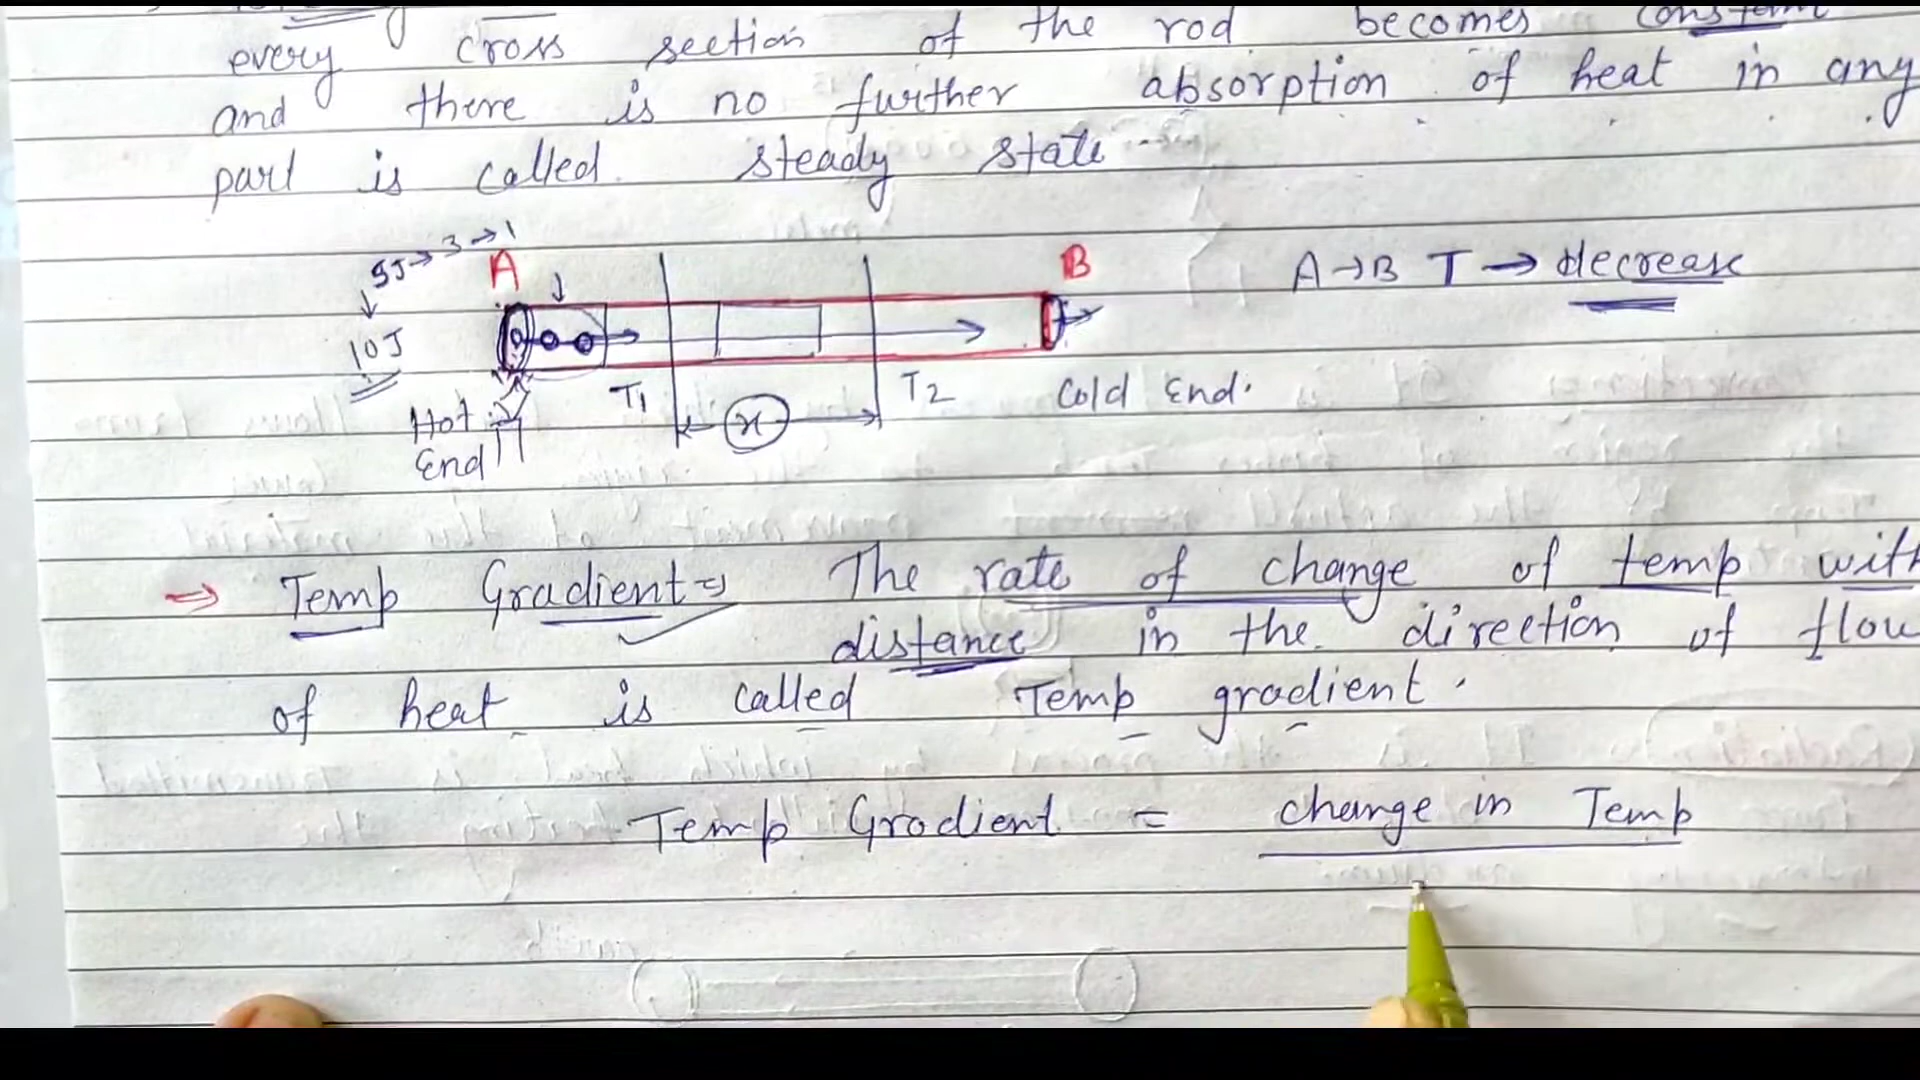 every cross section of the rod becomes constant
and there is no further absorption of heat in any
part is called steady state
5J → 3 → 1
A
B
A→B T → decrease
10J
T1
T2
Cold End.
Hot
End
x
⇒ Temp Gradient ⇒ The rate of change of temp with
distance in the direction of flow
of heat is called Temp gradient.
Temp Gradient = change in Temp